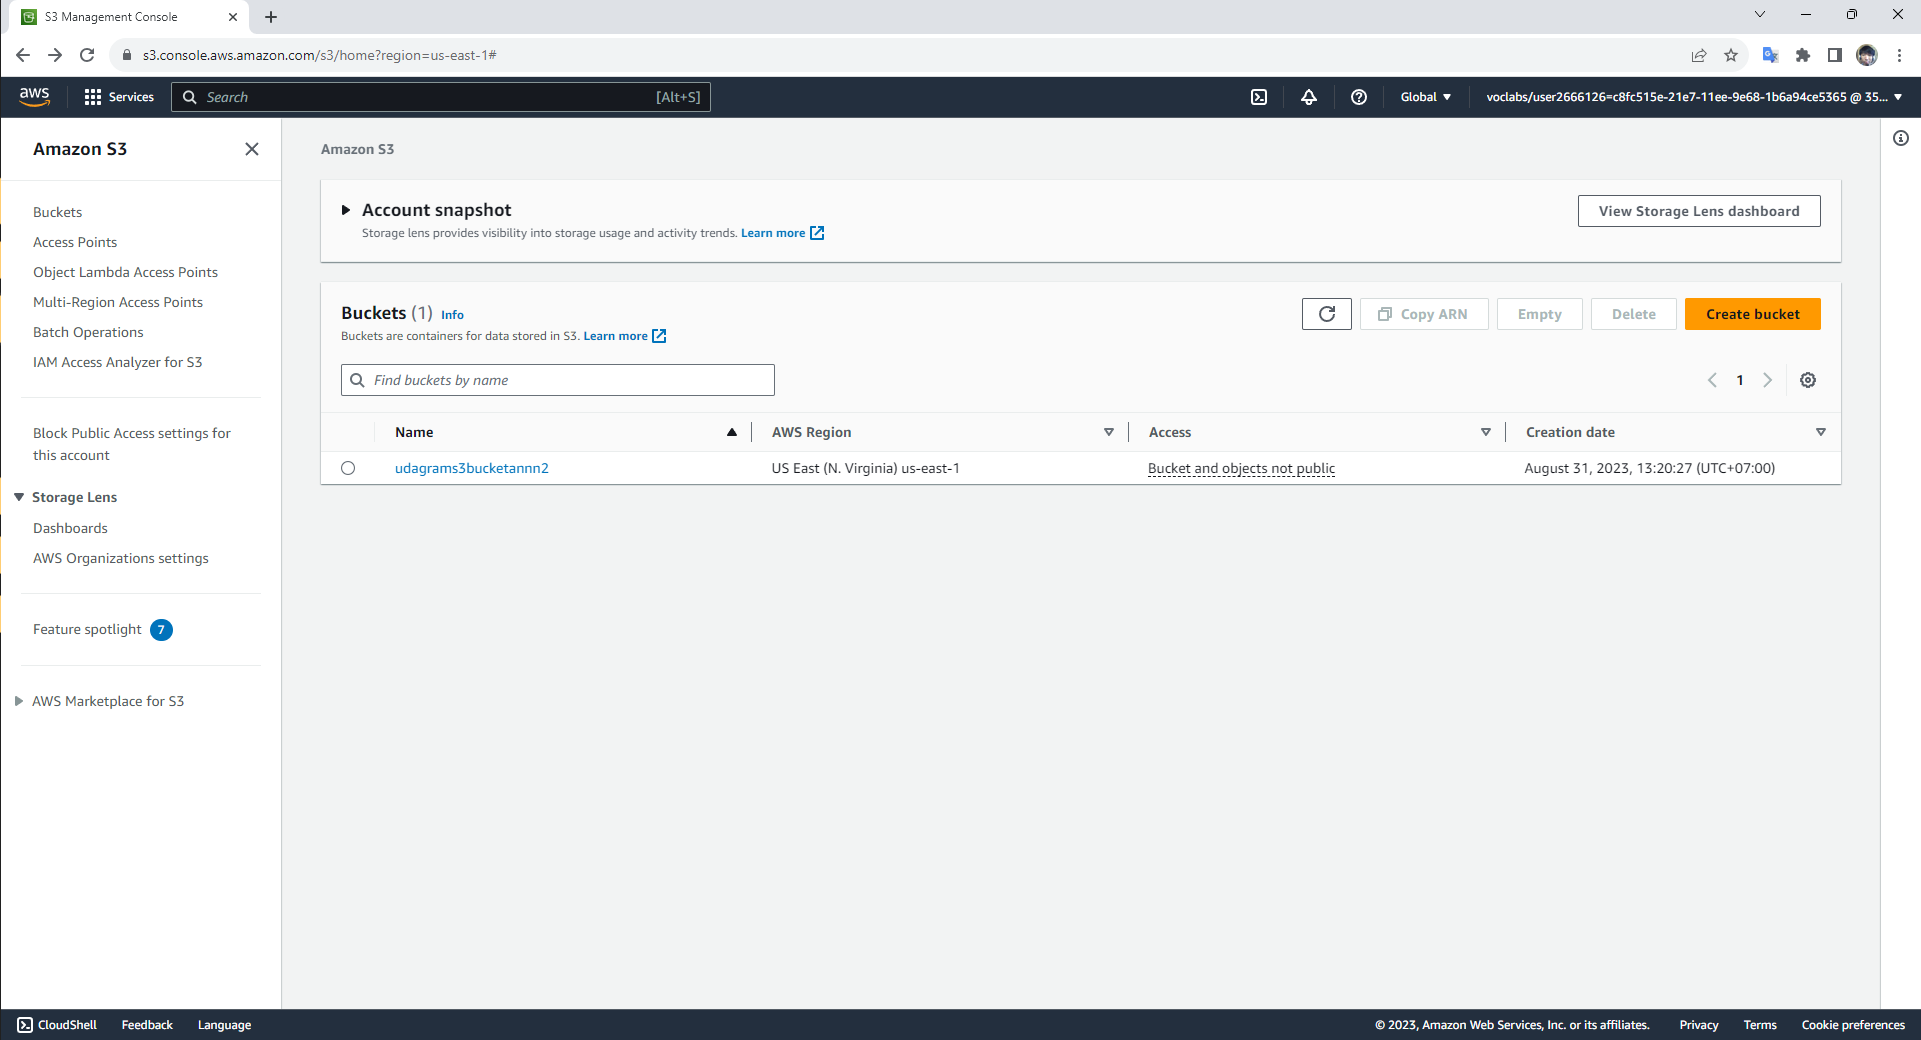 S3 Management Console
s3.console.aws.amazon.com/s3/home?region=us-east-1#
aws
Services
Search
[Alt+S]
Global
voclabs/user2666126=c8fc515e-21e7-11ee-9e68-1b6a94ce5365 @ 35...
Amazon S3
Buckets
Access Points
Object Lambda Access Points
Multi-Region Access Points
Batch Operations
IAM Access Analyzer for S3
Block Public Access settings for
this account
Storage Lens
Dashboards
AWS Organizations settings
Feature spotlight 7
AWS Marketplace for S3
Amazon S3
Account snapshot
Storage lens provides visibility into storage usage and activity trends. Learn more
View Storage Lens dashboard
Buckets (1) Info
Buckets are containers for data stored in S3. Learn more
Copy ARN
Empty
Delete
Create bucket
Find buckets by name
1
Name
AWS Region
Access
Creation date
udagrams3bucketannn2
US East (N. Virginia) us-east-1
Bucket and objects not public
August 31, 2023, 13:20:27 (UTC+07:00)
CloudShell
Feedback
Language
© 2023, Amazon Web Services, Inc. or its affiliates.
Privacy
Terms
Cookie preferences